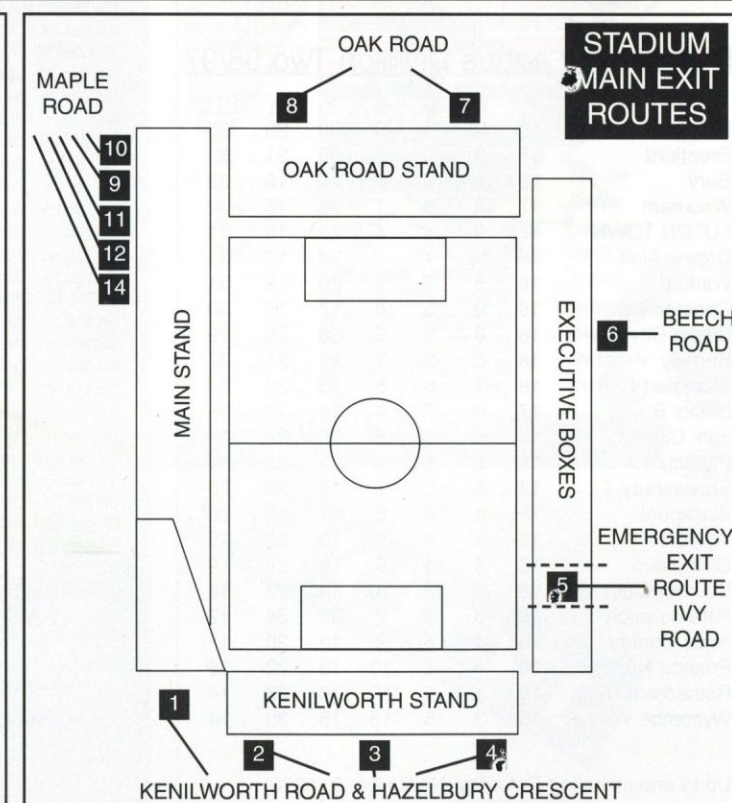 STADIUM
MAIN EXIT
ROUTES
OAK ROAD
8
7
MAPLE
ROAD
10
9
11
12
14
OAK ROAD STAND
MAIN STAND
EXECUTIVE BOXES
6
BEECH
ROAD
EMERGENCY
EXIT
5
ROUTE
IVY
ROAD
KENILWORTH STAND
1
2
3
4
KENILWORTH ROAD & HAZELBURY CRESCENT